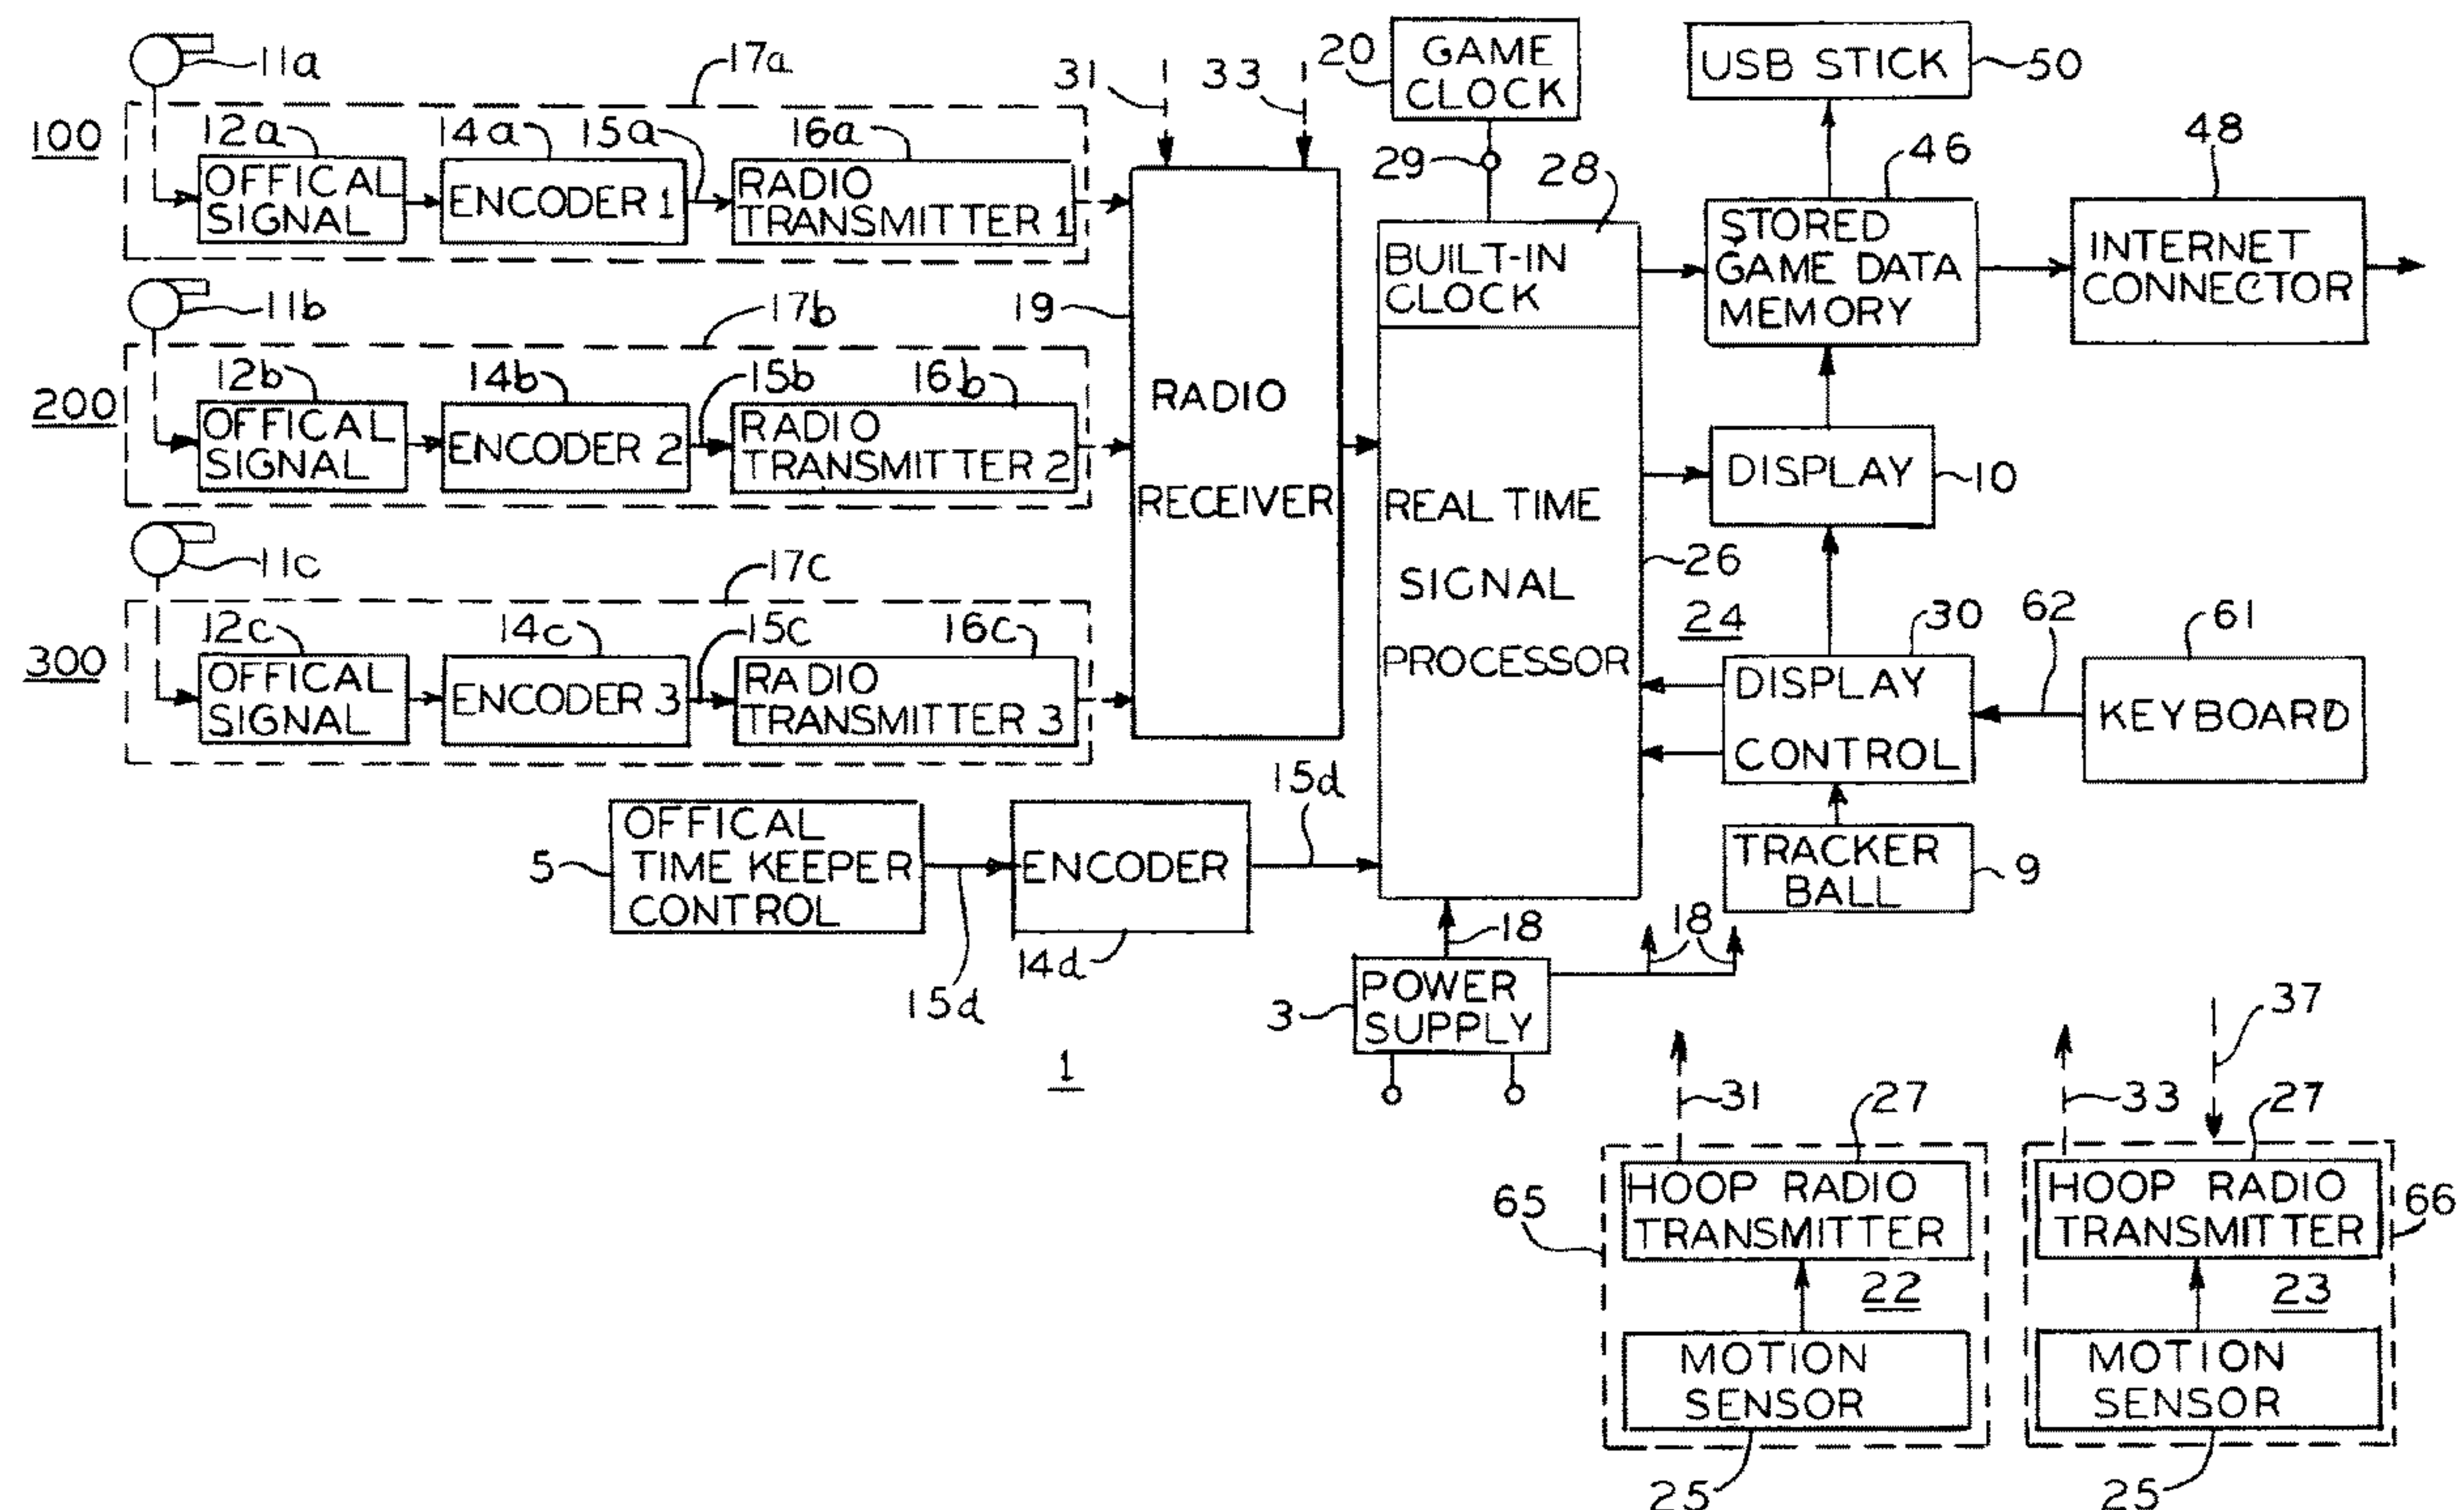 11a
17a
100
12a
14a
15a
16a
OFFICAL
SIGNAL
ENCODER 1
RADIO
TRANSMITTER 1
11b
17b
200
12b
14b
15b
16b
OFFICAL
SIGNAL
ENCODER 2
RADIO
TRANSMITTER 2
11c
17c
300
12c
14c
15c
16c
OFFICAL
SIGNAL
ENCODER 3
RADIO
TRANSMITTER 3
31
33
19
RADIO
RECEIVER
20
GAME
CLOCK
29
28
BUILT-IN
CLOCK
REAL TIME
SIGNAL
PROCESSOR
26
24
USB STICK
50
46
STORED
GAME DATA
MEMORY
48
INTERNET
CONNECTOR
DISPLAY
10
30
DISPLAY
CONTROL
62
61
KEYBOARD
TRACKER
BALL
9
5
OFFICAL
TIME KEEPER
CONTROL
15d
ENCODER
14d
15d
18
18
3
POWER
SUPPLY
1
31
27
65
HOOP RADIO
TRANSMITTER
22
MOTION
SENSOR
25
33
37
27
66
HOOP RADIO
TRANSMITTER
23
MOTION
SENSOR
25